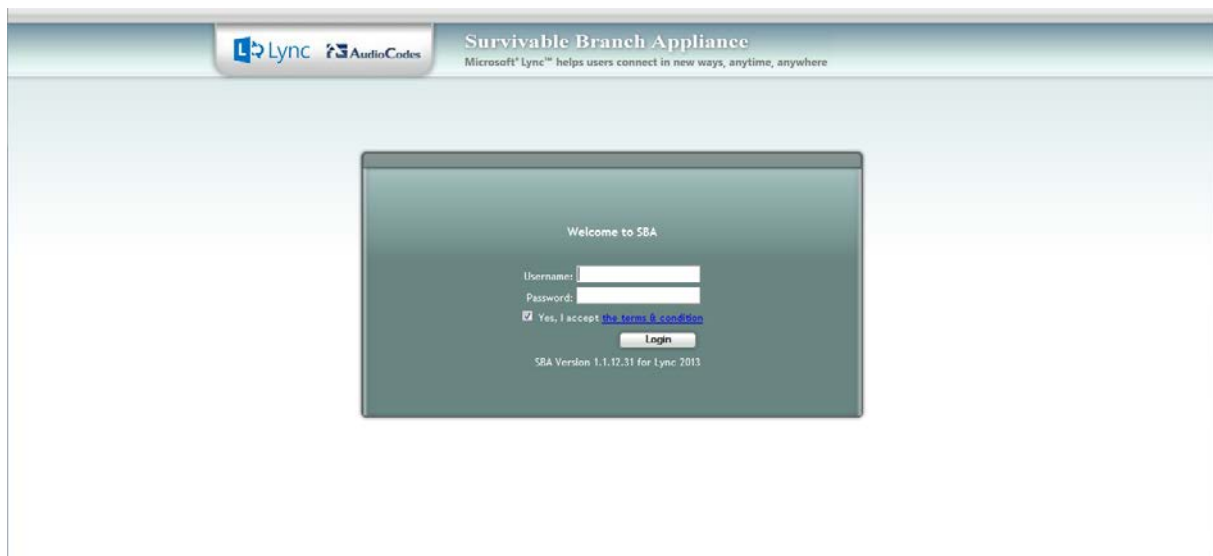 Lync AudioCodes
Survivable Branch Appliance
Microsoft® Lync™ helps users connect in new ways, anytime, anywhere
Welcome to SBA
Username:
Password:
Yes, I accept the terms & condition
Login
SBA Version 1.1.12.31 for Lync 2013